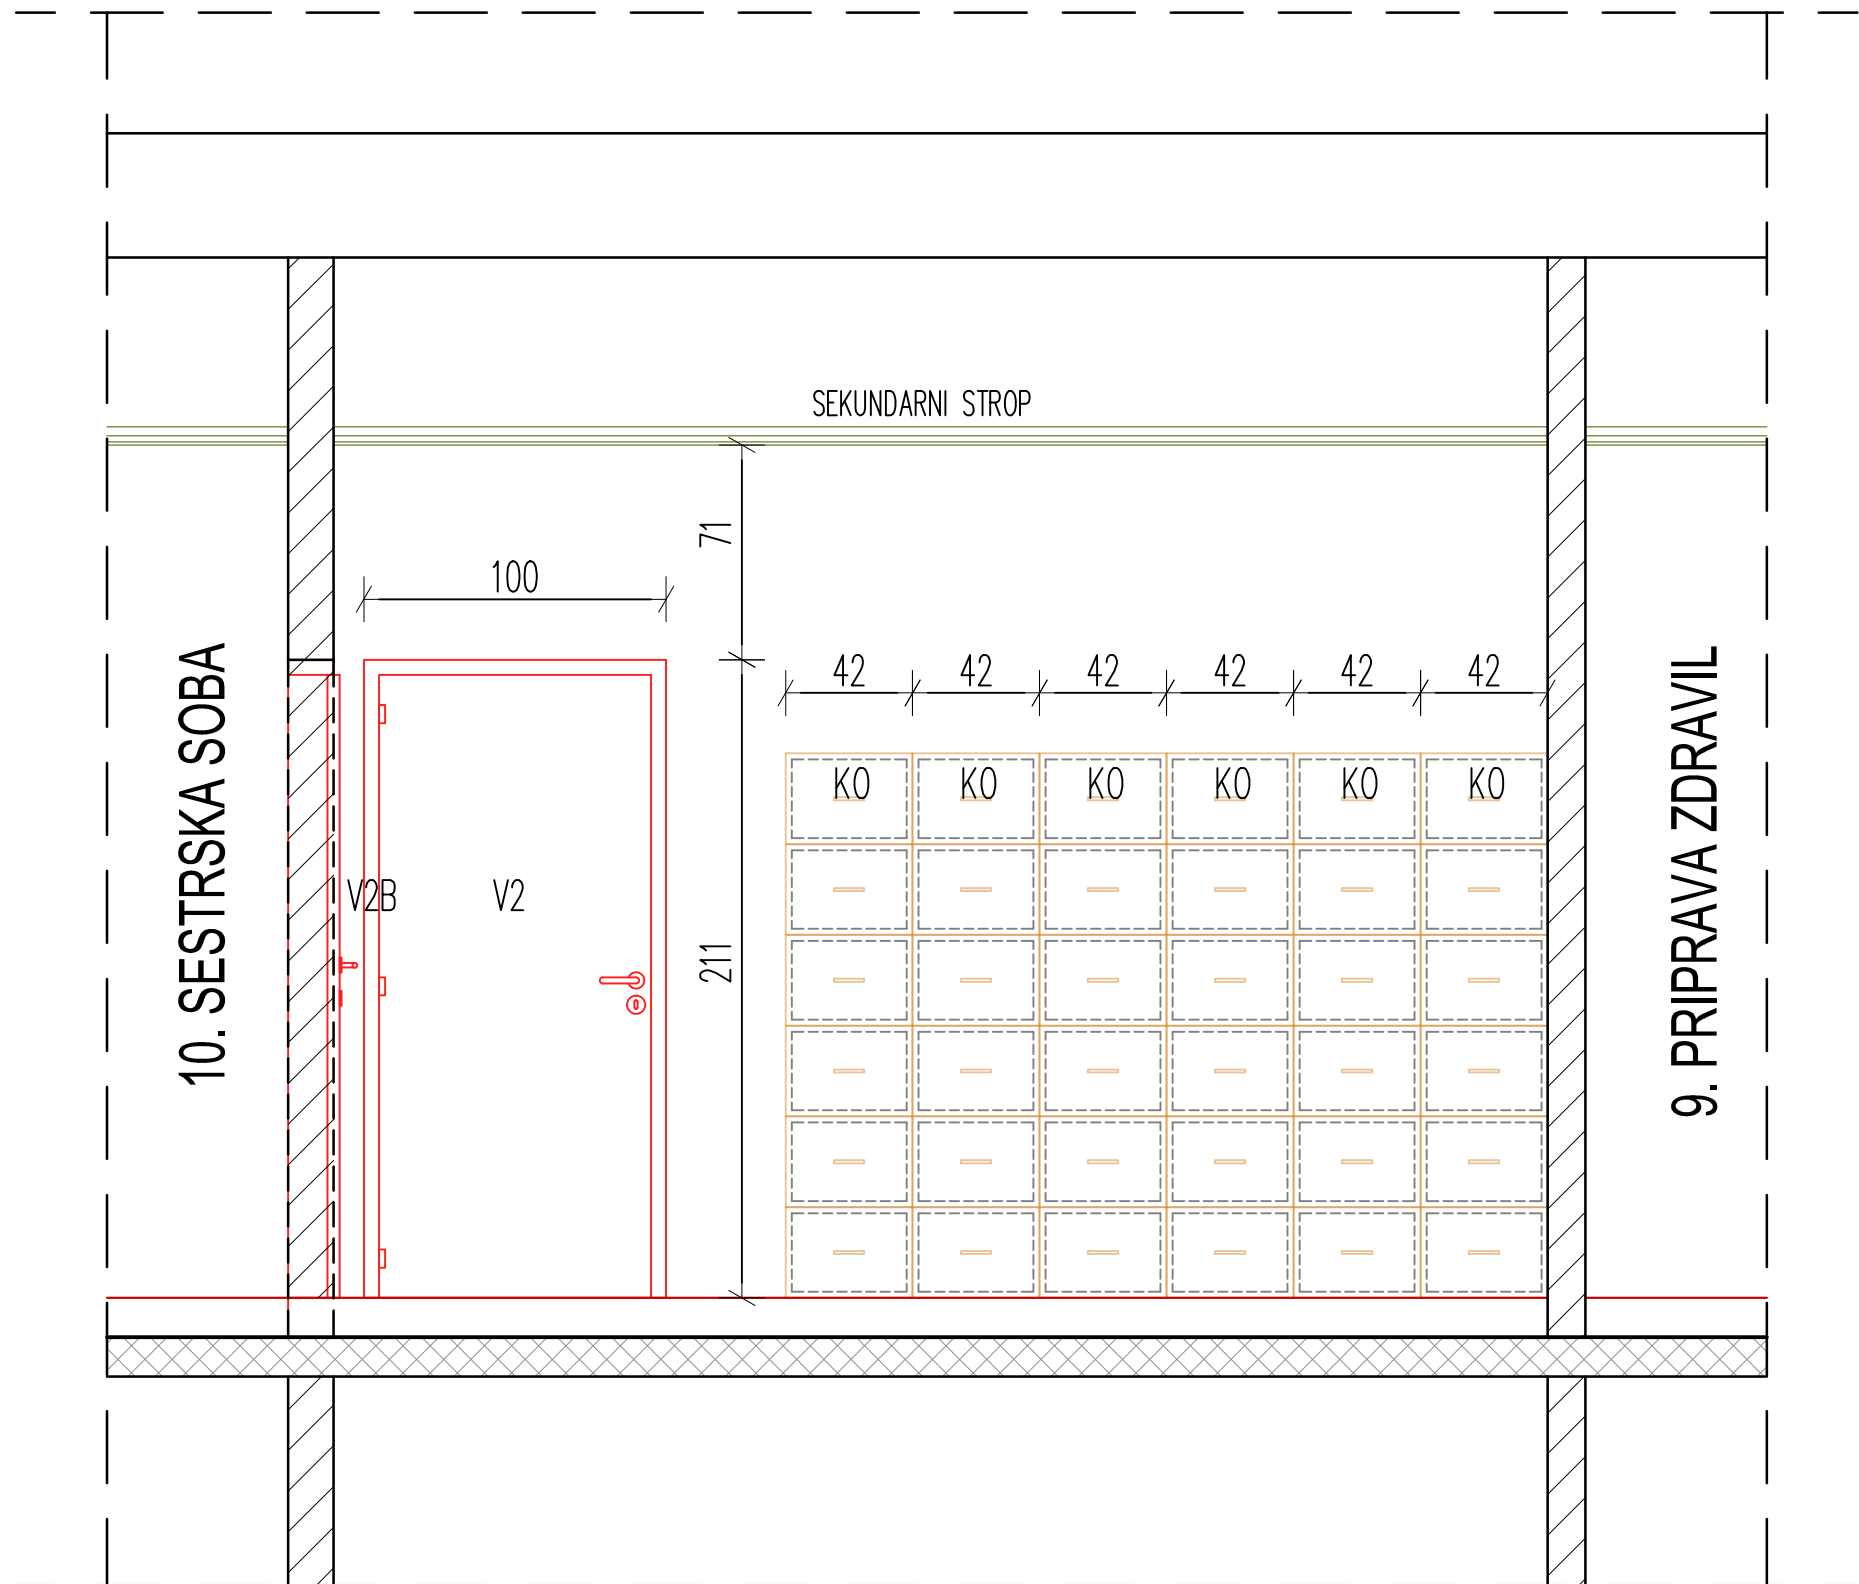 SEKUNDARNI STROP
71
100
42 42 42 42 42 42
KO KO KO KO KO KO
V2B V2
211
10. SESTRSKA SOBA
9. PRIPRAVA ZDRAVIL